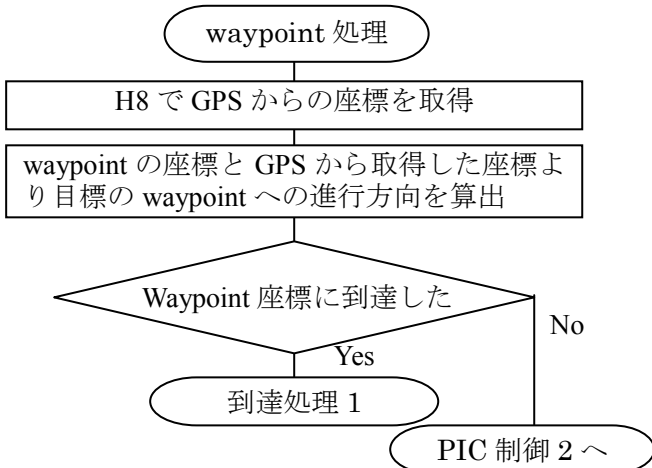 waypoint 処理
H8 で GPS からの座標を取得
waypoint の座標と GPS から取得した座標よ
り目標の waypoint への進行方向を算出
Waypoint 座標に到達した
No
Yes
到達処理 1
PIC 制御 2 へ